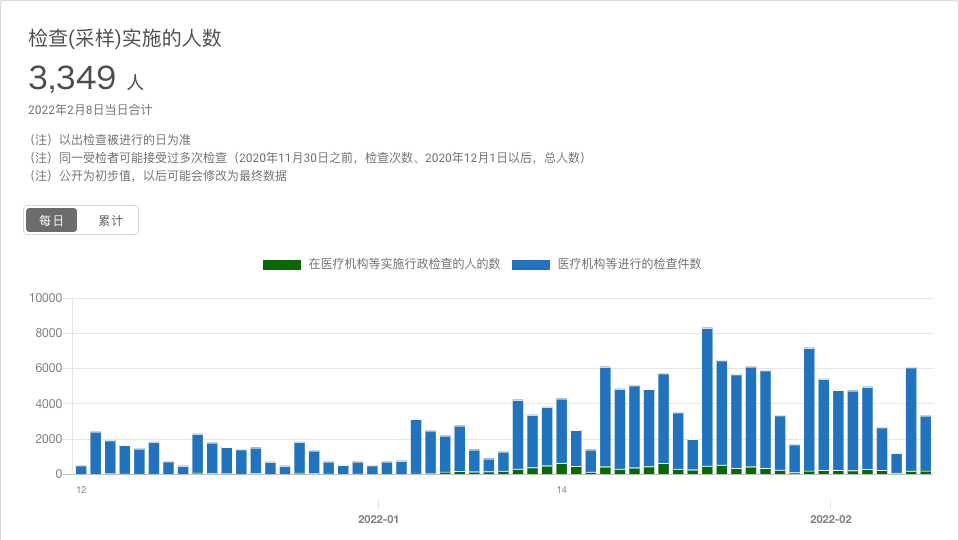 检查(采样)实施的人数
3,349 人
2022年2月8日当日合计
（注）以出检查被进行的日为准
（注）同一受检者可能接受过多次检查（2020年11月30日之前，检查次数、2020年12月1日以后，总人数）
（注）公开为初步值，以后可能会修改为最终数据
每日 累计
在医疗机构等实施行政检查的人的数 医疗机构等进行的检查件数
10000
8000
6000
4000
2000
0
12 14
2022-01 2022-02